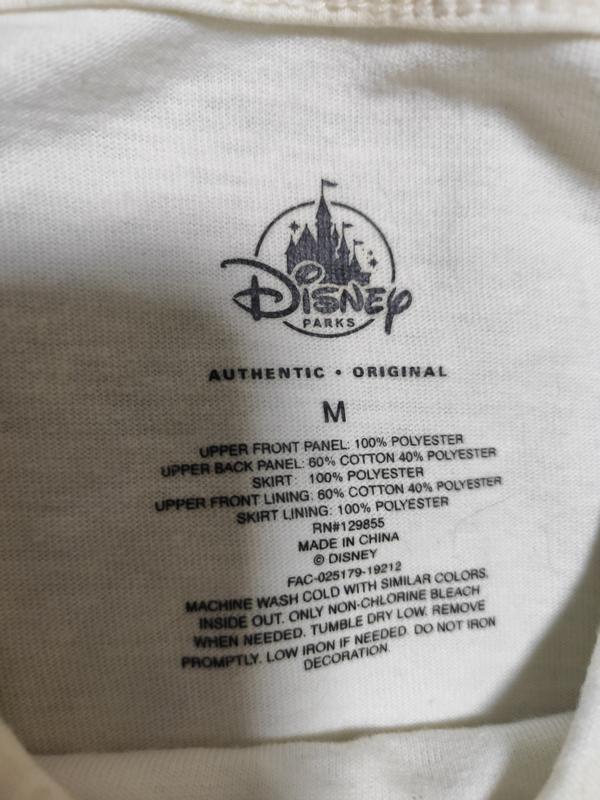 Disney
PARKS
AUTHENTIC • ORIGINAL
M
UPPER FRONT PANEL: 100% POLYESTER
UPPER BACK PANEL: 60% COTTON 40% POLYESTER
SKIRT: 100% POLYESTER
UPPER FRONT LINING: 60% COTTON 40% POLYESTER
SKIRT LINING: 100% POLYESTER
RN#129855
MADE IN CHINA
© DISNEY
FAC-025179-19212
MACHINE WASH COLD WITH SIMILAR COLORS.
INSIDE OUT. ONLY NON-CHLORINE BLEACH
WHEN NEEDED. TUMBLE DRY LOW. REMOVE
PROMPTLY. LOW IRON IF NEEDED. DO NOT IRON
DECORATION.